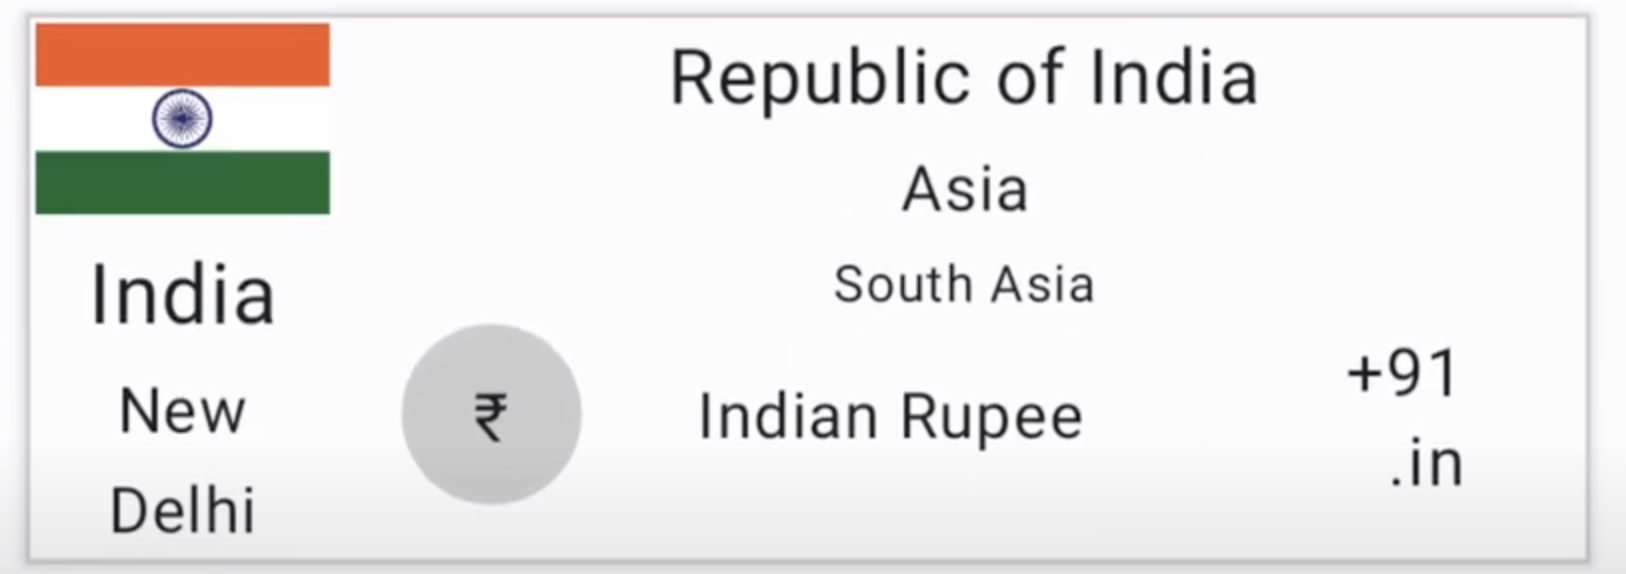 Republic of India
Asia
South Asia
India
New
Delhi
₹
Indian Rupee
+91
.in